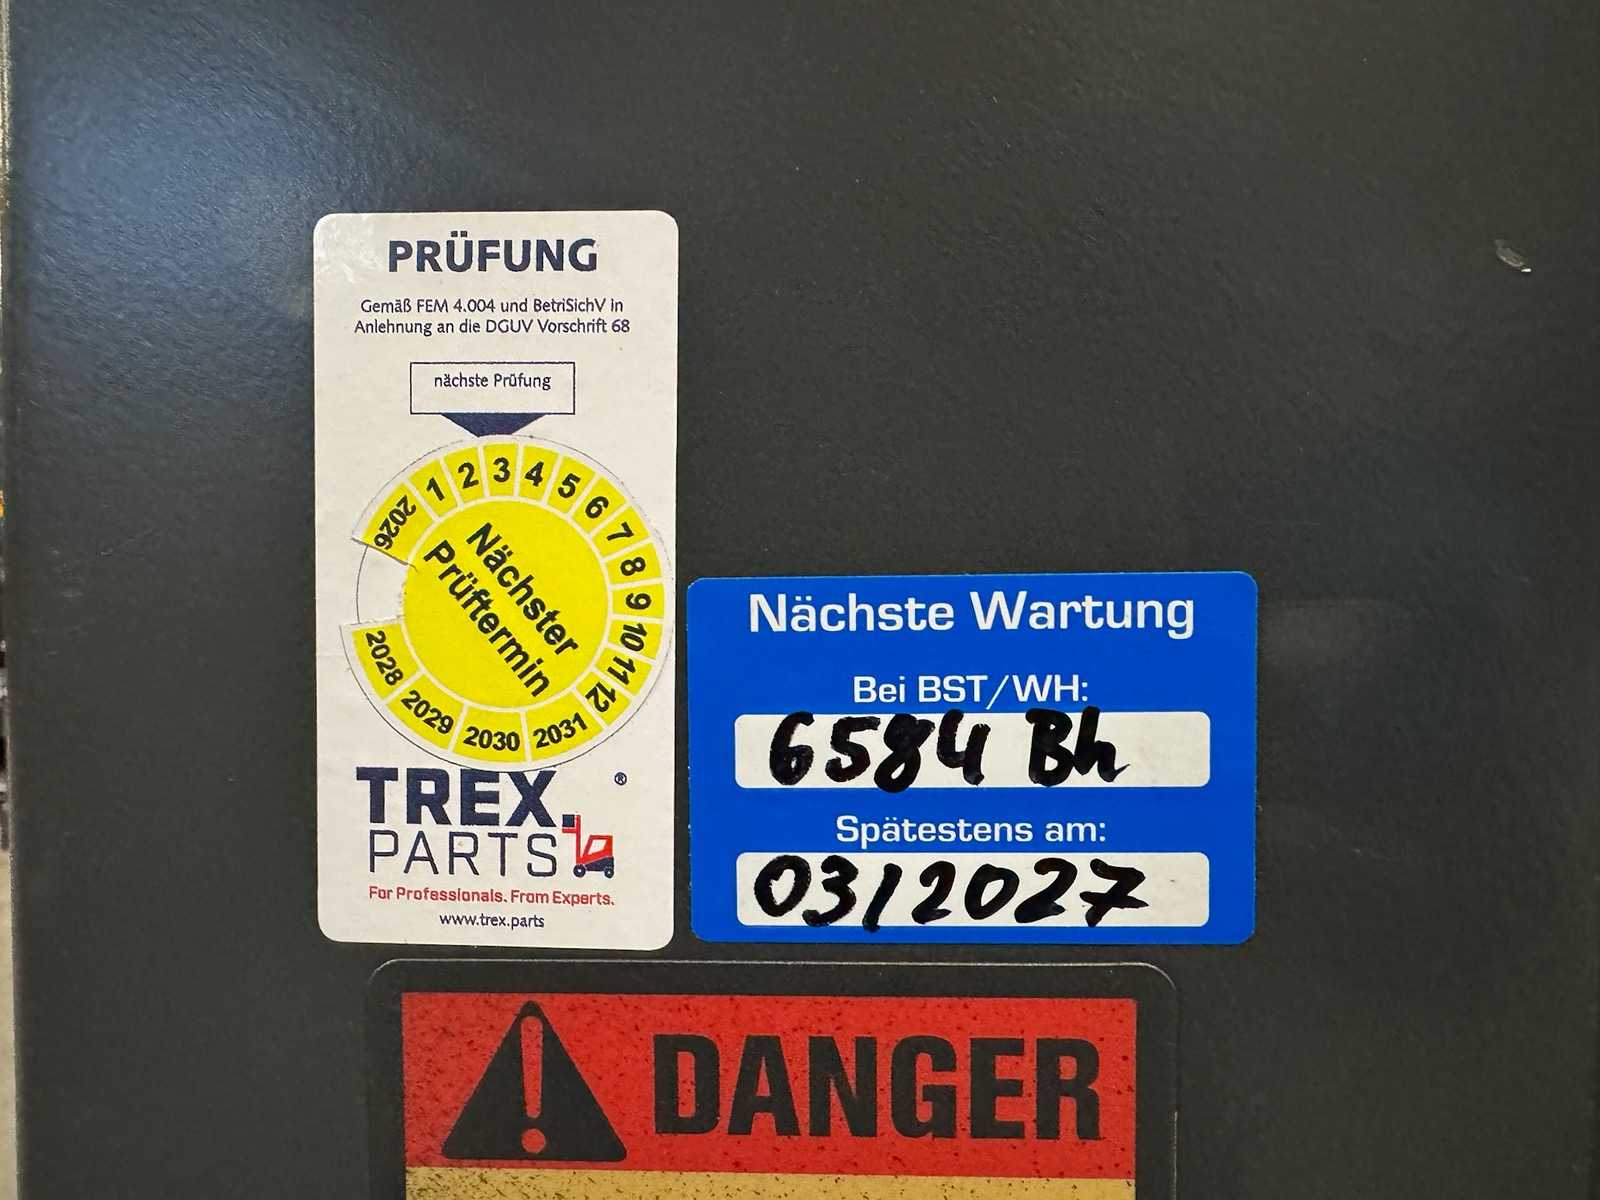 PRÜFUNG
Gemäß FEM 4.004 und BetriSichV in
Anlehnung an die DGUV Vorschrift 68
nächste Prüfung
2026 1 2 3 4 5 6 7 8 9 10 11 12
2028 2029 2030 2031
Nächster
Prüftermin
TREX.®
PARTS
For Professionals. From Experts.
www.trex.parts
Nächste Wartung
Bei BST/WH:
6584 Bh
Spätestens am:
03/2027
DANGER